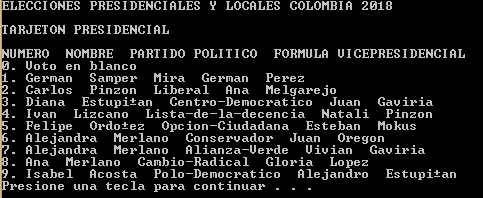 ELECCIONES PRESIDENCIALES Y LOCALES COLOMBIA 2018
TARJETON PRESIDENCIAL
NUMERO NOMBRE PARTIDO POLITICO FORMULA VICEPRESIDENCIAL
0. Voto en blanco
1. German Samper Mira German Perez
2. Carlos Pinzon Liberal Ana Melgarejo
3. Diana Estupi±an Centro-Democratico Juan Gaviria
4. Ivan Lizcano Lista-de-la-decencia Natali Pinzon
5. Felipe Ordo±ez Opcion-Ciudadana Esteban Mokus
6. Alejandra Merlano Conservador Juan Oregon
7. Alejandra Merlano Alianza-Verde Vivian Gaviria
8. Ana Merlano Cambio-Radical Gloria Lopez
9. Isabel Acosta Polo-Democratico Alejandro Estupi±an
Presione una tecla para continuar . . .